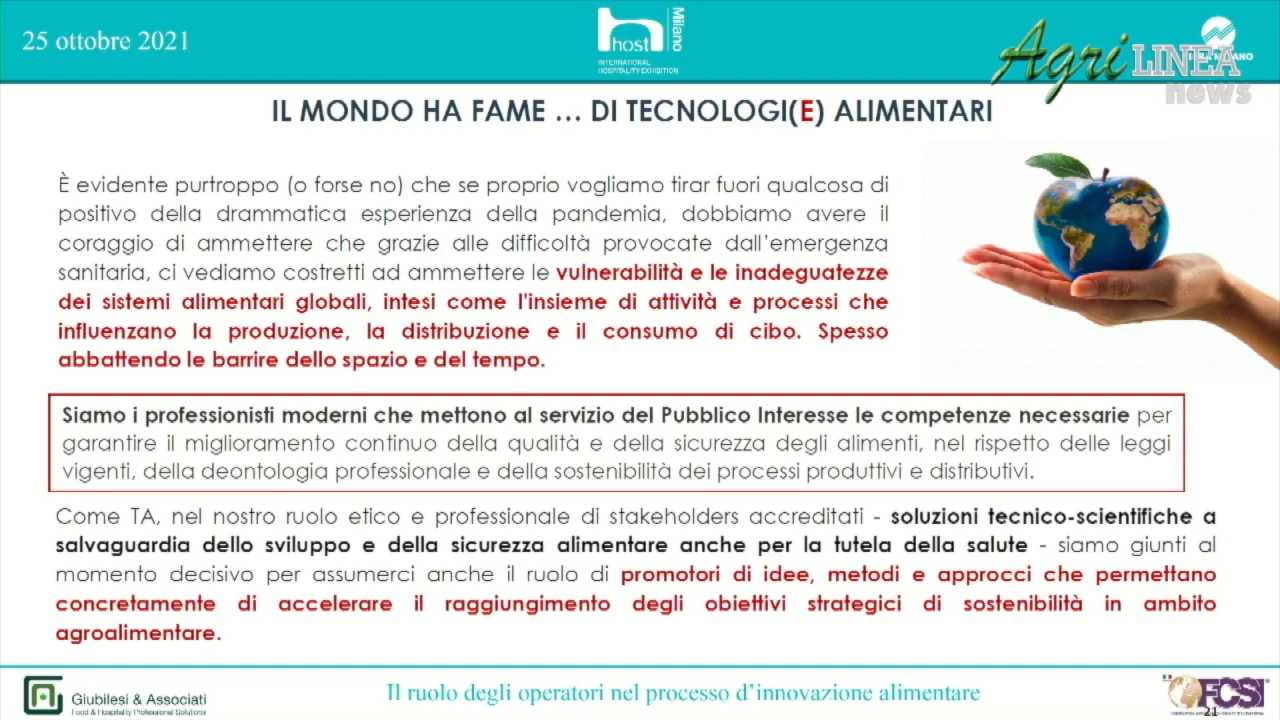 25 ottobre 2021
host
Milano
INTERNATIONAL
HOSPITALITY EXHIBITION
Agri LINEA
news
IL MONDO HA FAME … DI TECNOLOGI(E) ALIMENTARI
È evidente purtroppo (o forse no) che se proprio vogliamo tirar fuori qualcosa di
positivo della drammatica esperienza della pandemia, dobbiamo avere il
coraggio di ammettere che grazie alle difficoltà provocate dall'emergenza
sanitaria, ci vediamo costretti ad ammettere le vulnerabilità e le inadeguatezze
dei sistemi alimentari globali, intesi come l'insieme di attività e processi che
influenzano la produzione, la distribuzione e il consumo di cibo. Spesso
abbattendo le barrire dello spazio e del tempo.
Siamo i professionisti moderni che mettono al servizio del Pubblico Interesse le competenze necessarie per
garantire il miglioramento continuo della qualità e della sicurezza degli alimenti, nel rispetto delle leggi
vigenti, della deontologia professionale e della sostenibilità dei processi produttivi e distributivi.
Come TA, nel nostro ruolo etico e professionale di stakeholders accreditati - soluzioni tecnico-scientifiche a
salvaguardia dello sviluppo e della sicurezza alimentare anche per la tutela della salute - siamo giunti al
momento decisivo per assumerci anche il ruolo di promotori di idee, metodi e approcci che permettano
concretamente di accelerare il raggiungimento degli obiettivi strategici di sostenibilità in ambito
agroalimentare.
Giubilesi & Associati
Food & Hospitality Professional Solutions
Il ruolo degli operatori nel processo d'innovazione alimentare
FCSI
21